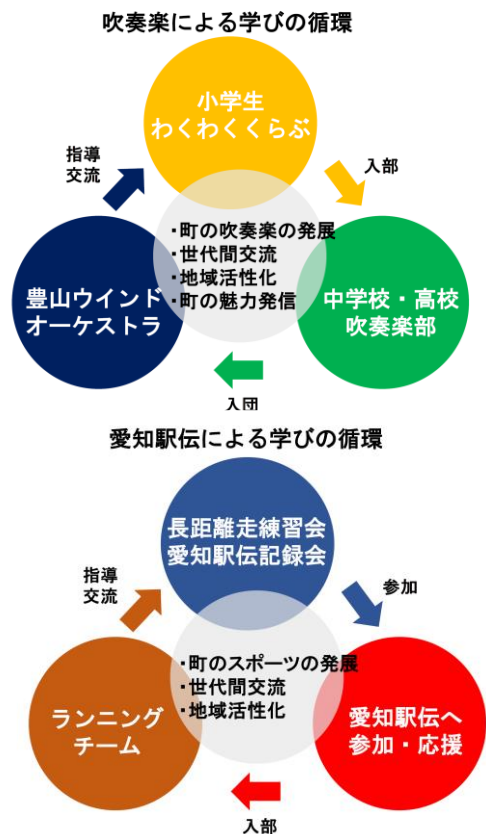 吹奏楽による学びの循環
小学生
わくわくくらぶ
指導
交流
入部
・町の吹奏楽の発展
・世代間交流
・地域活性化
・町の魅力発信
豊山ウインド
オーケストラ
中学校・高校
吹奏楽部
入団
愛知駅伝による学びの循環
長距離走練習会
愛知駅伝記録会
指導
交流
参加
・町のスポーツの発展
・世代間交流
・地域活性化
ランニング
チーム
愛知駅伝へ
参加・応援
入部